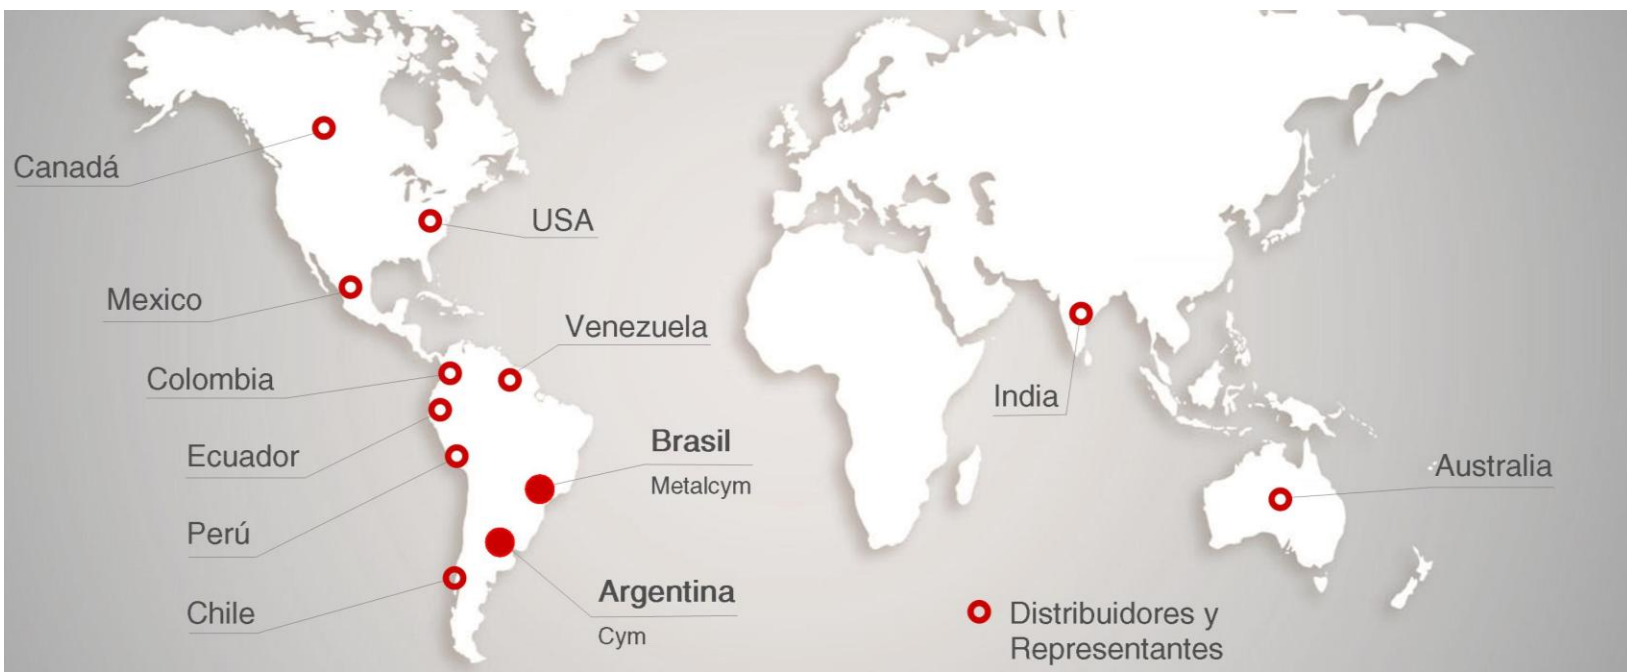 Canadá
USA
Mexico
Venezuela
Colombia
India
Ecuador
Brasil
Metalcym
Australia
Perú
Argentina
Cym
Chile
Distribuidores y
Representantes